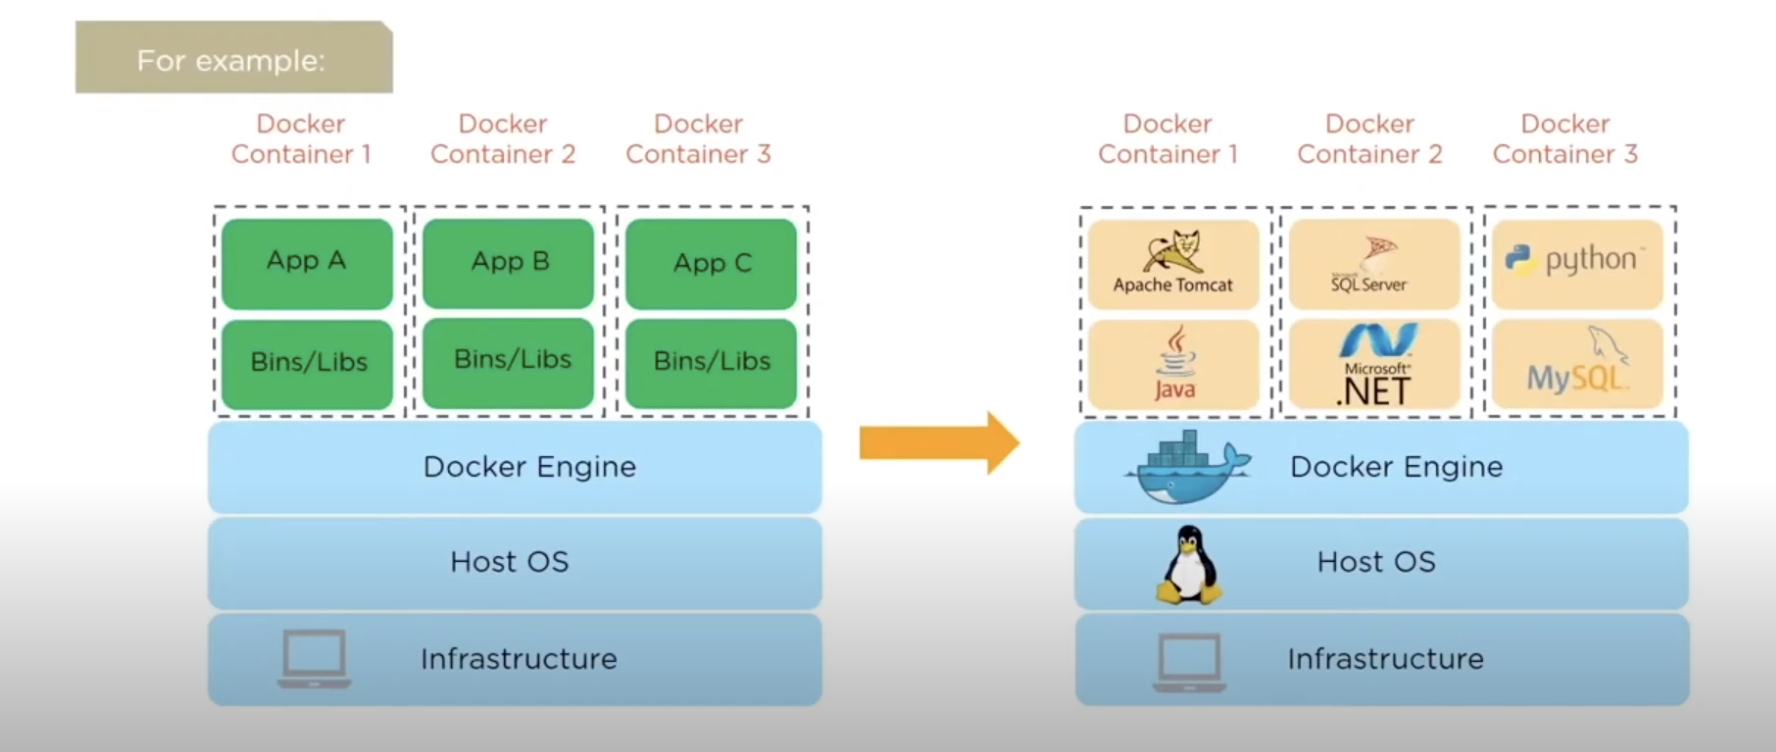 For example:
Docker
Container 1
Docker
Container 2
Docker
Container 3
App A
App B
App C
Bins/Libs
Bins/Libs
Bins/Libs
Docker Engine
Host OS
Infrastructure
Docker
Container 1
Docker
Container 2
Docker
Container 3
Apache Tomcat
Microsoft
SQL Server
python™
Java
Microsoft®
.NET
MySQL
Docker Engine
Host OS
Infrastructure